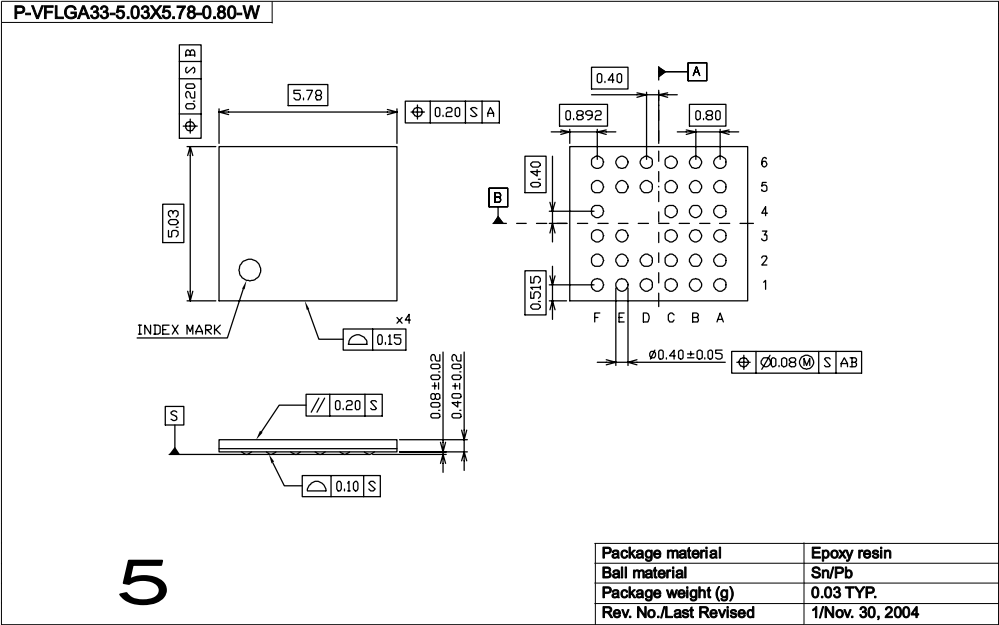 P-VFLGA33-5.03X5.78-0.80-W
⌖ 0.20 S B
5.78
⌖ 0.20 S A
5.03
INDEX MARK
x4
⌓ 0.15
0.40
A
0.892
0.80
0.40
B
0.515
6
5
4
3
2
1
F E D C B A
Ø0.40±0.05
⌖ Ø0.08Ⓜ S AB
// 0.20 S
0.08±0.02
0.40±0.02
S
⌓ 0.10 S
5
Package material Epoxy resin
Ball material Sn/Pb
Package weight (g) 0.03 TYP.
Rev. No./Last Revised 1/Nov. 30, 2004